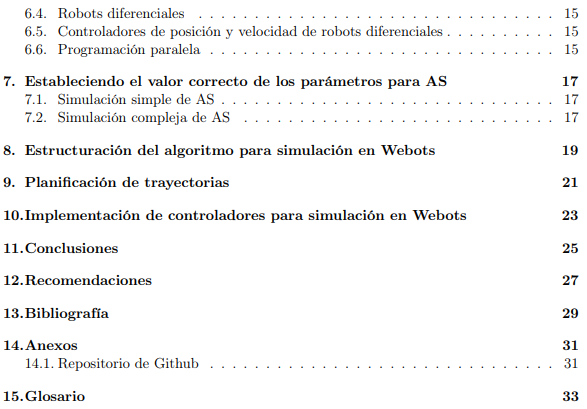 6.4. Robots diferenciales . . . . . . . . . . . . . . . . . . . . . . . . . . 15
6.5. Controladores de posición y velocidad de robots diferenciales . . . . . . . . 15
6.6. Programación paralela . . . . . . . . . . . . . . . . . . . . . . . . . 15
7. Estableciendo el valor correcto de los parámetros para AS 17
7.1. Simulación simple de AS . . . . . . . . . . . . . . . . . . . . . . . . 17
7.2. Simulación compleja de AS . . . . . . . . . . . . . . . . . . . . . . . 17
8. Estructuración del algoritmo para simulación en Webots 19
9. Planificación de trayectorias 21
10.Implementación de controladores para simulación en Webots 23
11.Conclusiones 25
12.Recomendaciones 27
13.Bibliografía 29
14.Anexos 31
14.1. Repositorio de Github . . . . . . . . . . . . . . . . . . . . . . . . . 31
15.Glosario 33